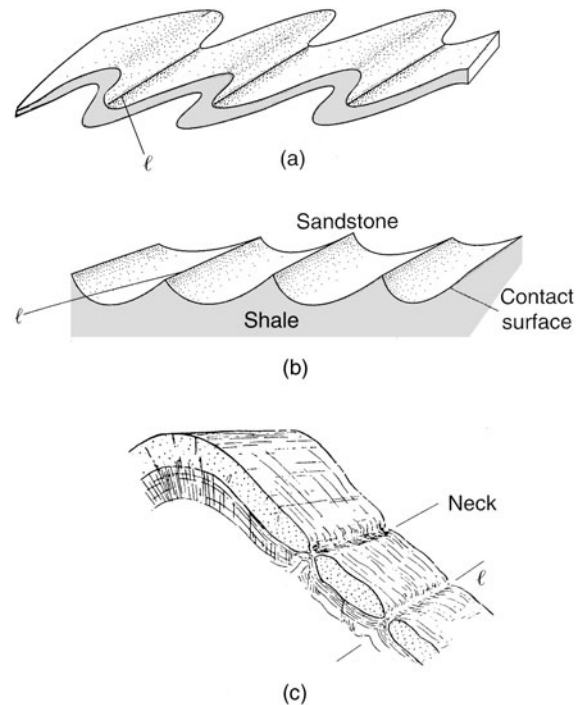 ℓ
(a)
Sandstone
ℓ
Shale
Contact
surface
(b)
Neck
ℓ
(c)